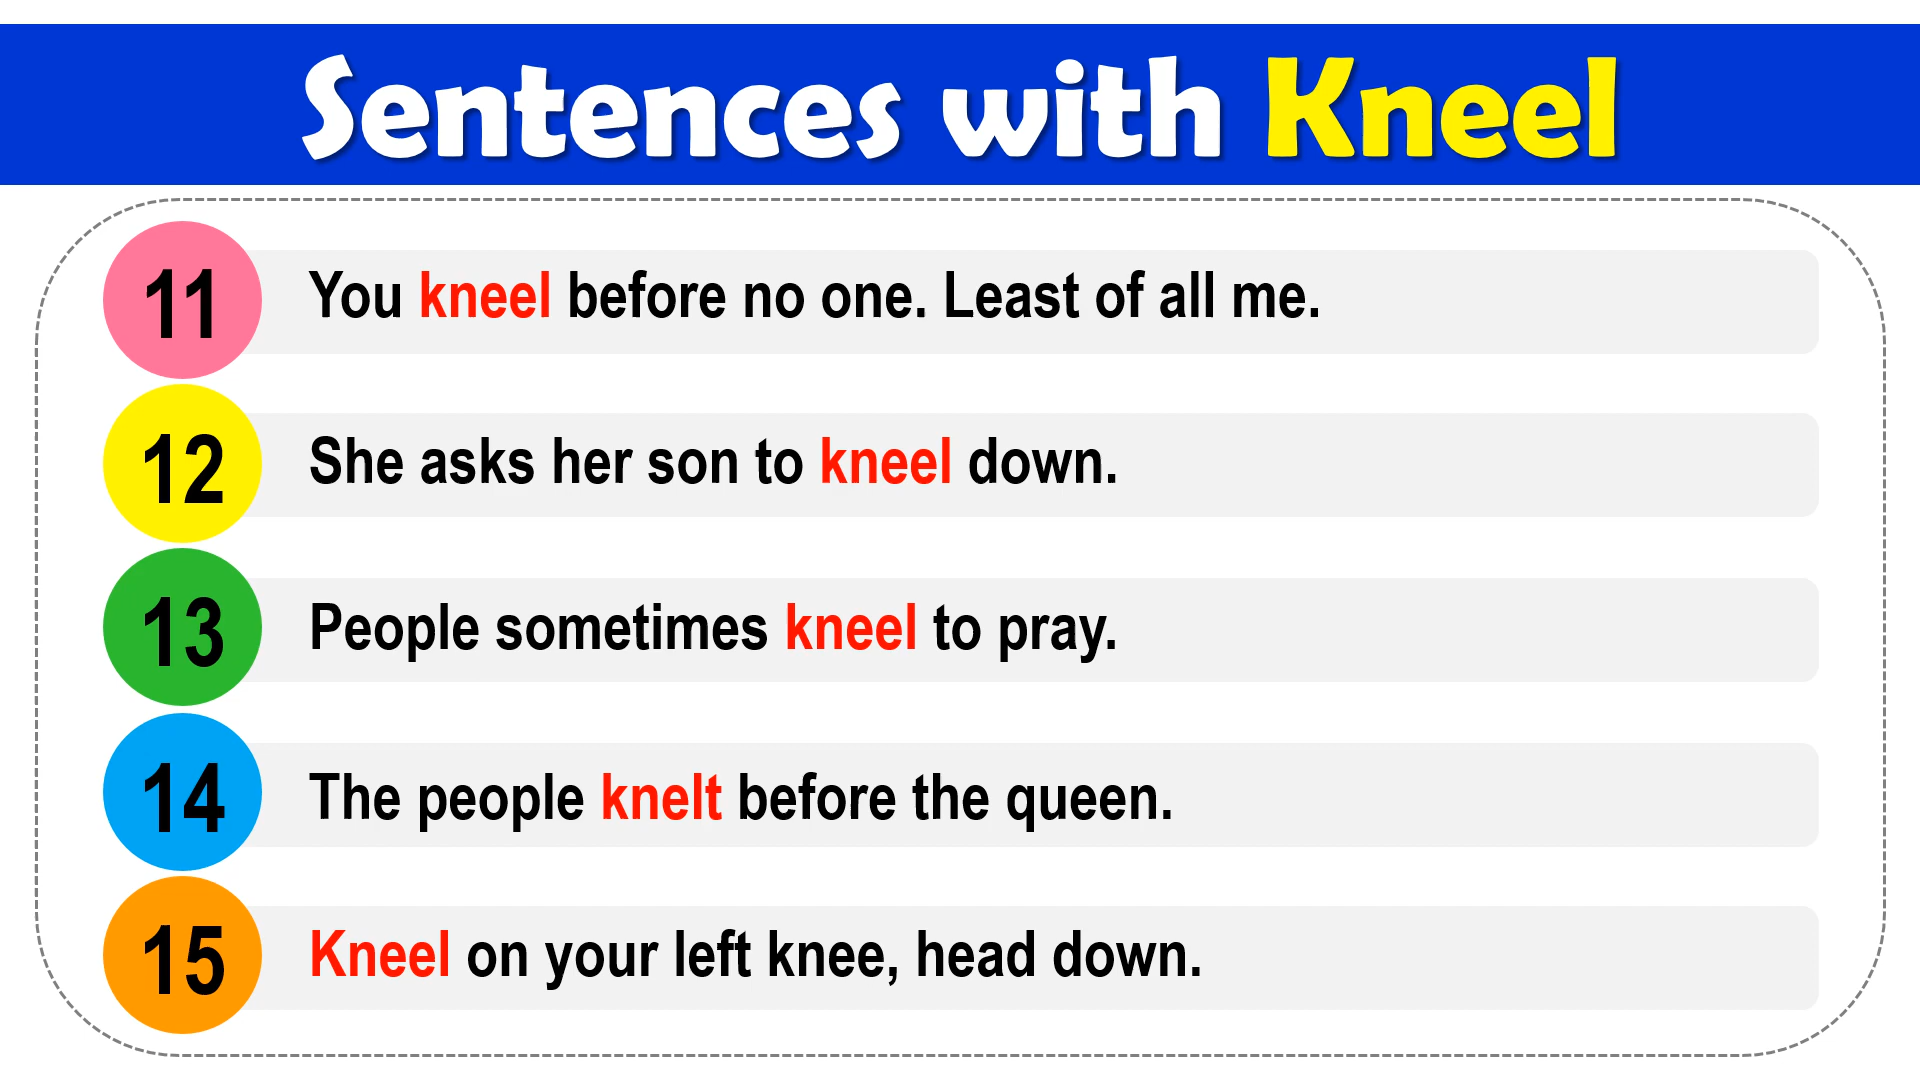 Sentences with Kneel
11 You kneel before no one. Least of all me.
12 She asks her son to kneel down.
13 People sometimes kneel to pray.
14 The people knelt before the queen.
15 Kneel on your left knee, head down.